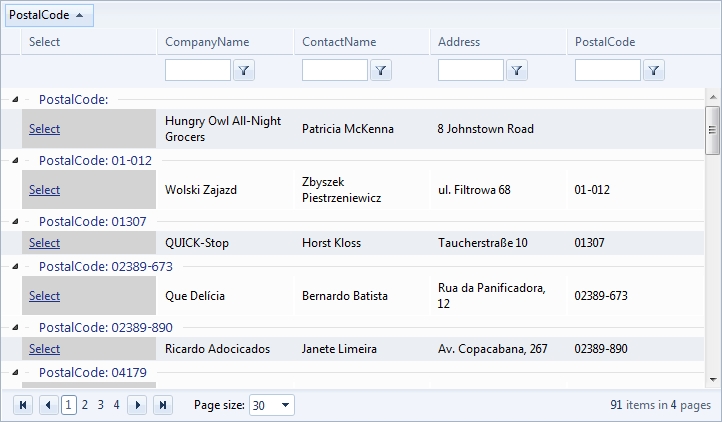 PostalCode
Select CompanyName ContactName Address PostalCode
PostalCode:
Select Hungry Owl All-Night Grocers Patricia McKenna 8 Johnstown Road
PostalCode: 01-012
Select Wolski Zajazd Zbyszek Piestrzeniewicz ul. Filtrowa 68 01-012
PostalCode: 01307
Select QUICK-Stop Horst Kloss Taucherstraße 10 01307
PostalCode: 02389-673
Select Que Delícia Bernardo Batista Rua da Panificadora, 12 02389-673
PostalCode: 02389-890
Select Ricardo Adocicados Janete Limeira Av. Copacabana, 267 02389-890
PostalCode: 04179
1 2 3 4 Page size: 30 91 items in 4 pages